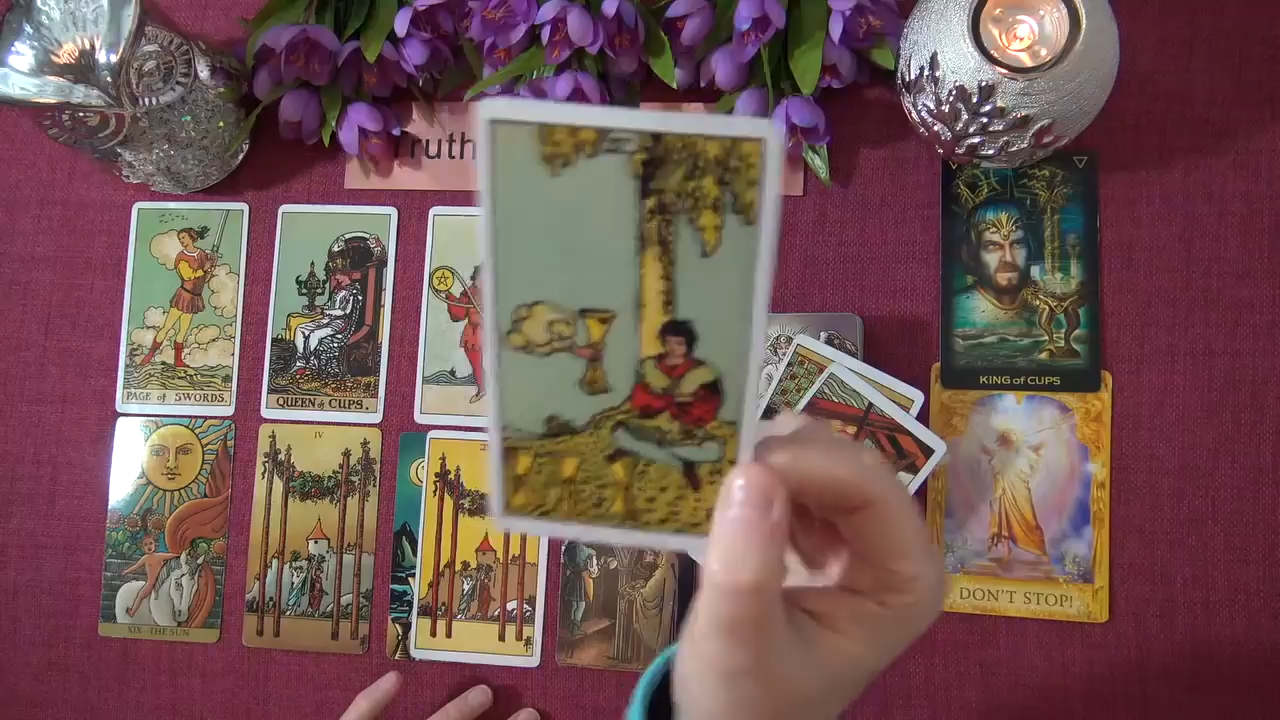 Truth
PAGE of SWORDS.
QUEEN of CUPS.
KING of CUPS
XIX - THE SUN
IV
DON'T STOP!